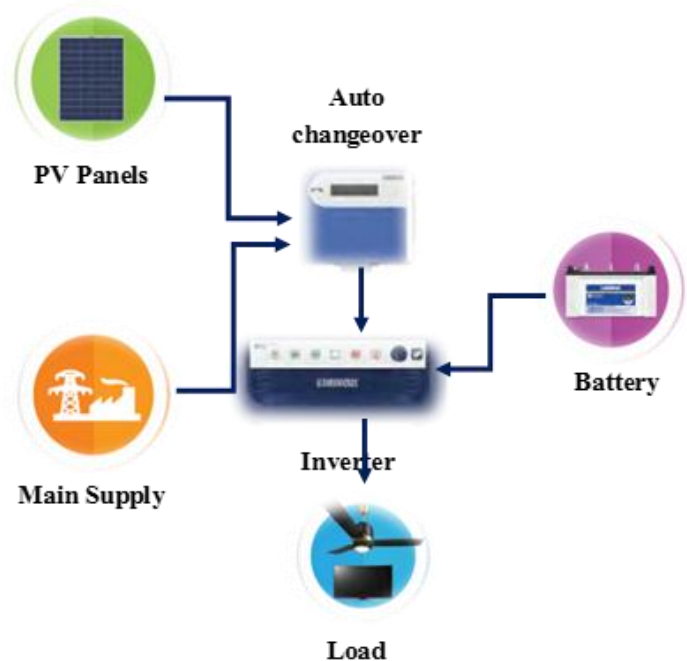 Auto
changeover
PV Panels
Battery
Inverter
Main Supply
Load